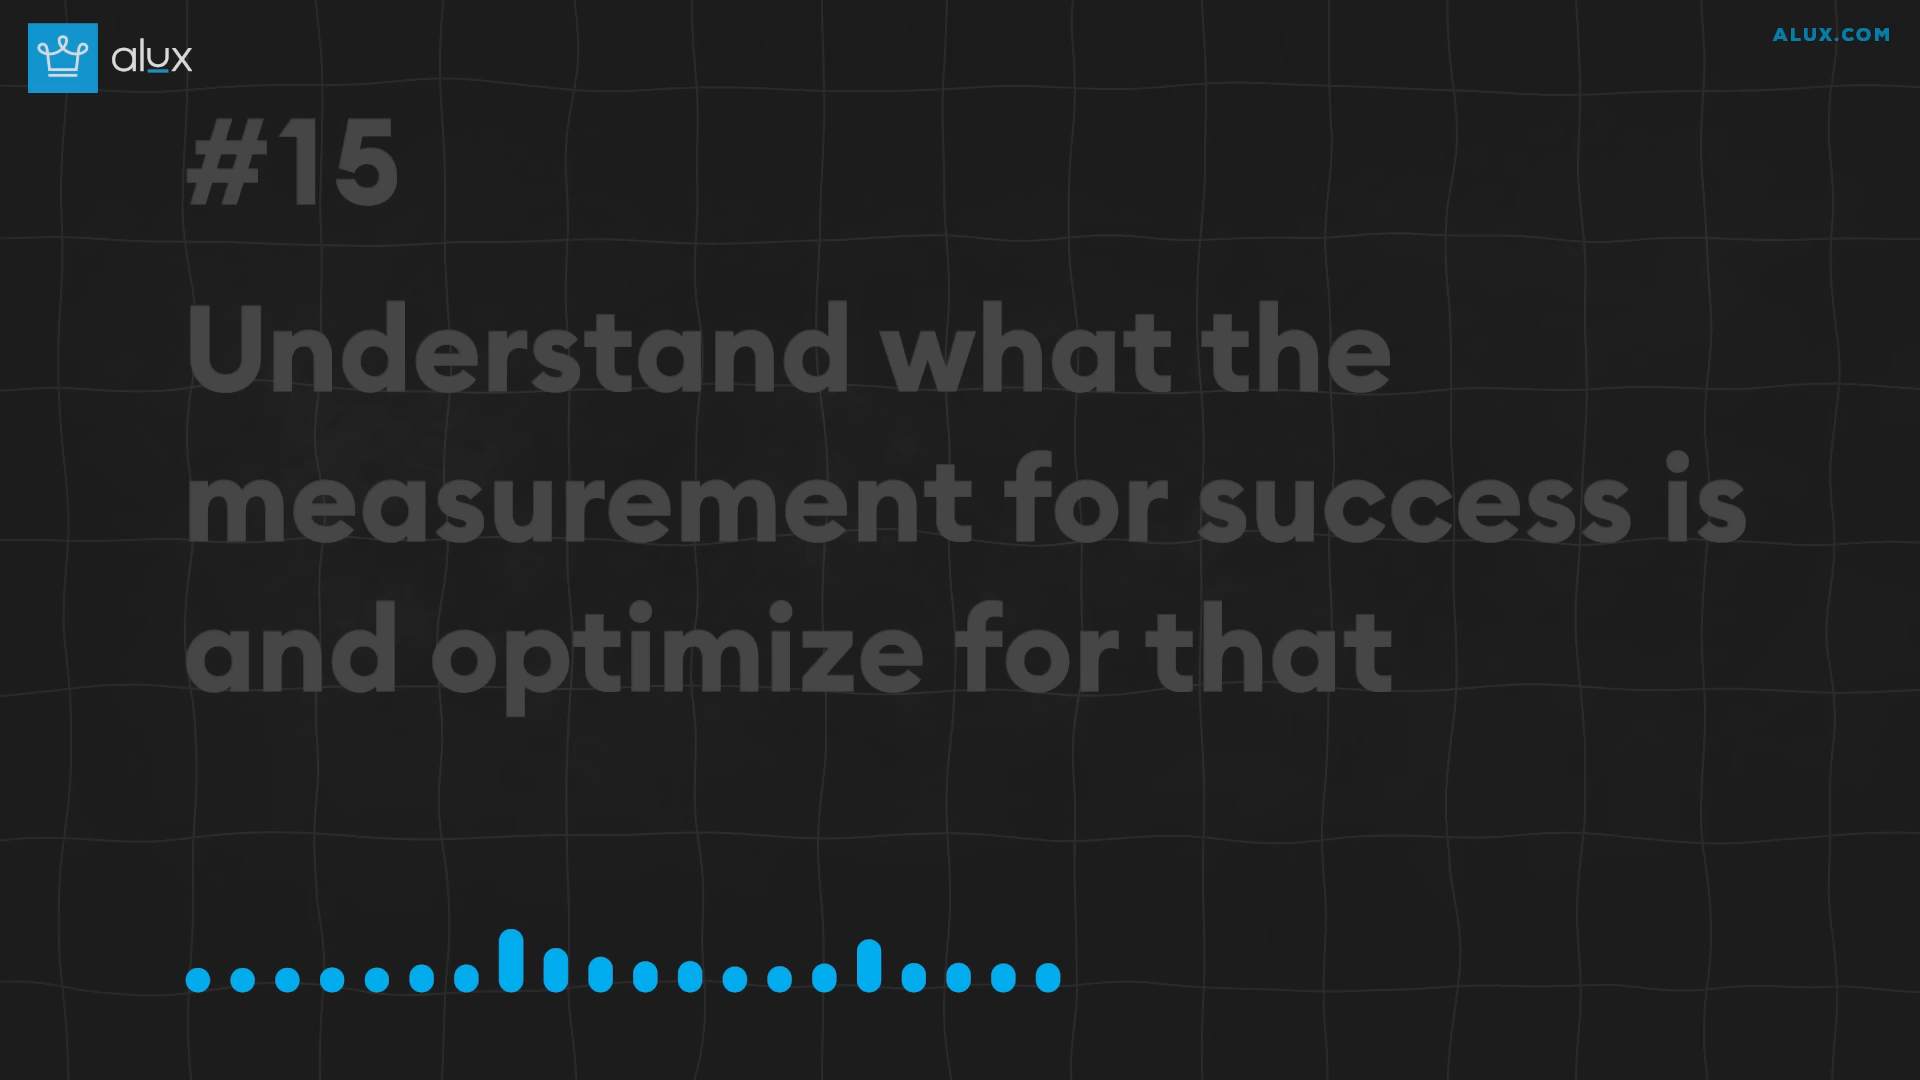 alux
ALUX.COM
#15
Understand what the
measurement for success is
and optimize for that